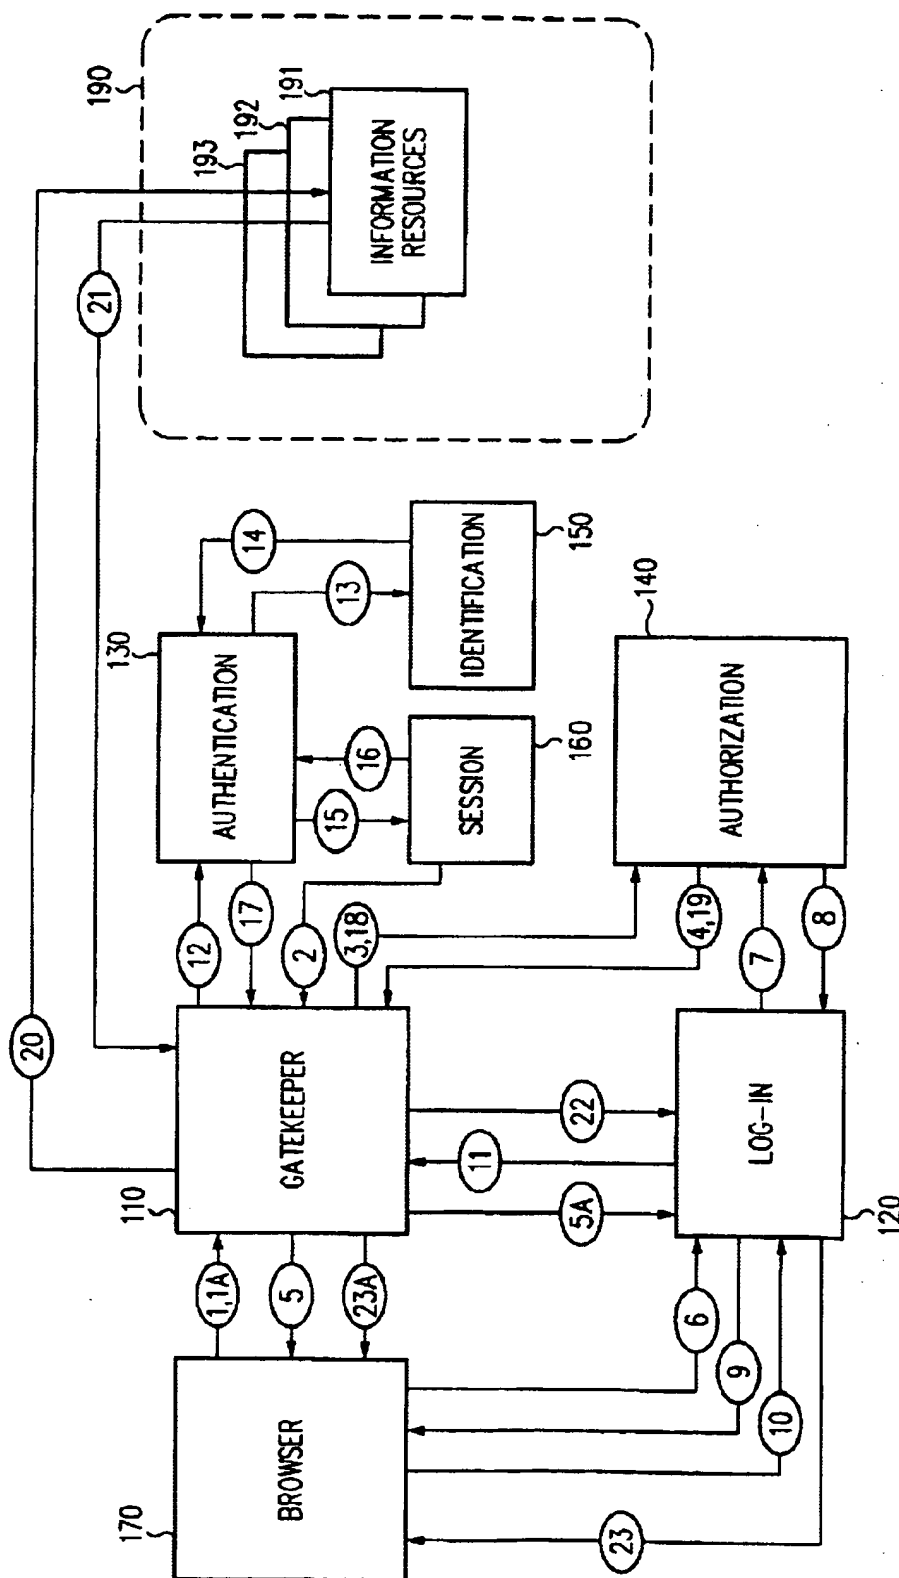 190
193
192
191
INFORMATION
RESOURCES
20
21
130
AUTHENTICATION
14
13
IDENTIFICATION
150
12
17
15
16
SESSION
160
2
3,18
4,19
140
AUTHORIZATION
7
8
110
GATEKEEPER
22
11
5A
LOG-IN
120
1,1A
5
23A
6
9
10
23
170
BROWSER